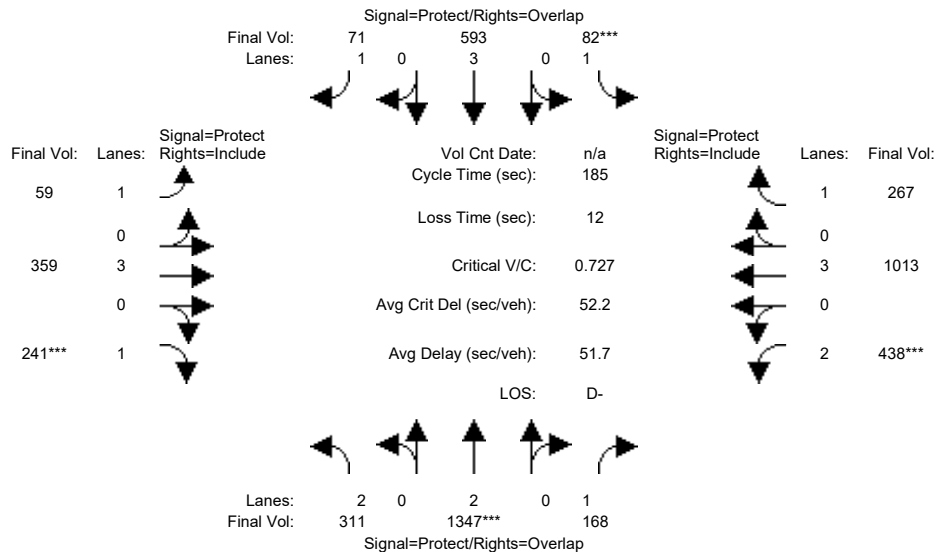 Signal=Protect/Rights=Overlap
Final Vol: 71 593 82***
Lanes: 1 0 3 0 1
Signal=Protect Signal=Protect
Final Vol: Lanes: Rights=Include Vol Cnt Date: n/a Rights=Include Lanes: Final Vol:
Cycle Time (sec): 185
59 1 1 267
Loss Time (sec): 12
0 0
359 3 Critical V/C: 0.727 3 1013
0 Avg Crit Del (sec/veh): 52.2 0
241*** 1 Avg Delay (sec/veh): 51.7 2 438***
LOS: D-
Lanes: 2 0 2 0 1
Final Vol: 311 1347*** 168
Signal=Protect/Rights=Overlap